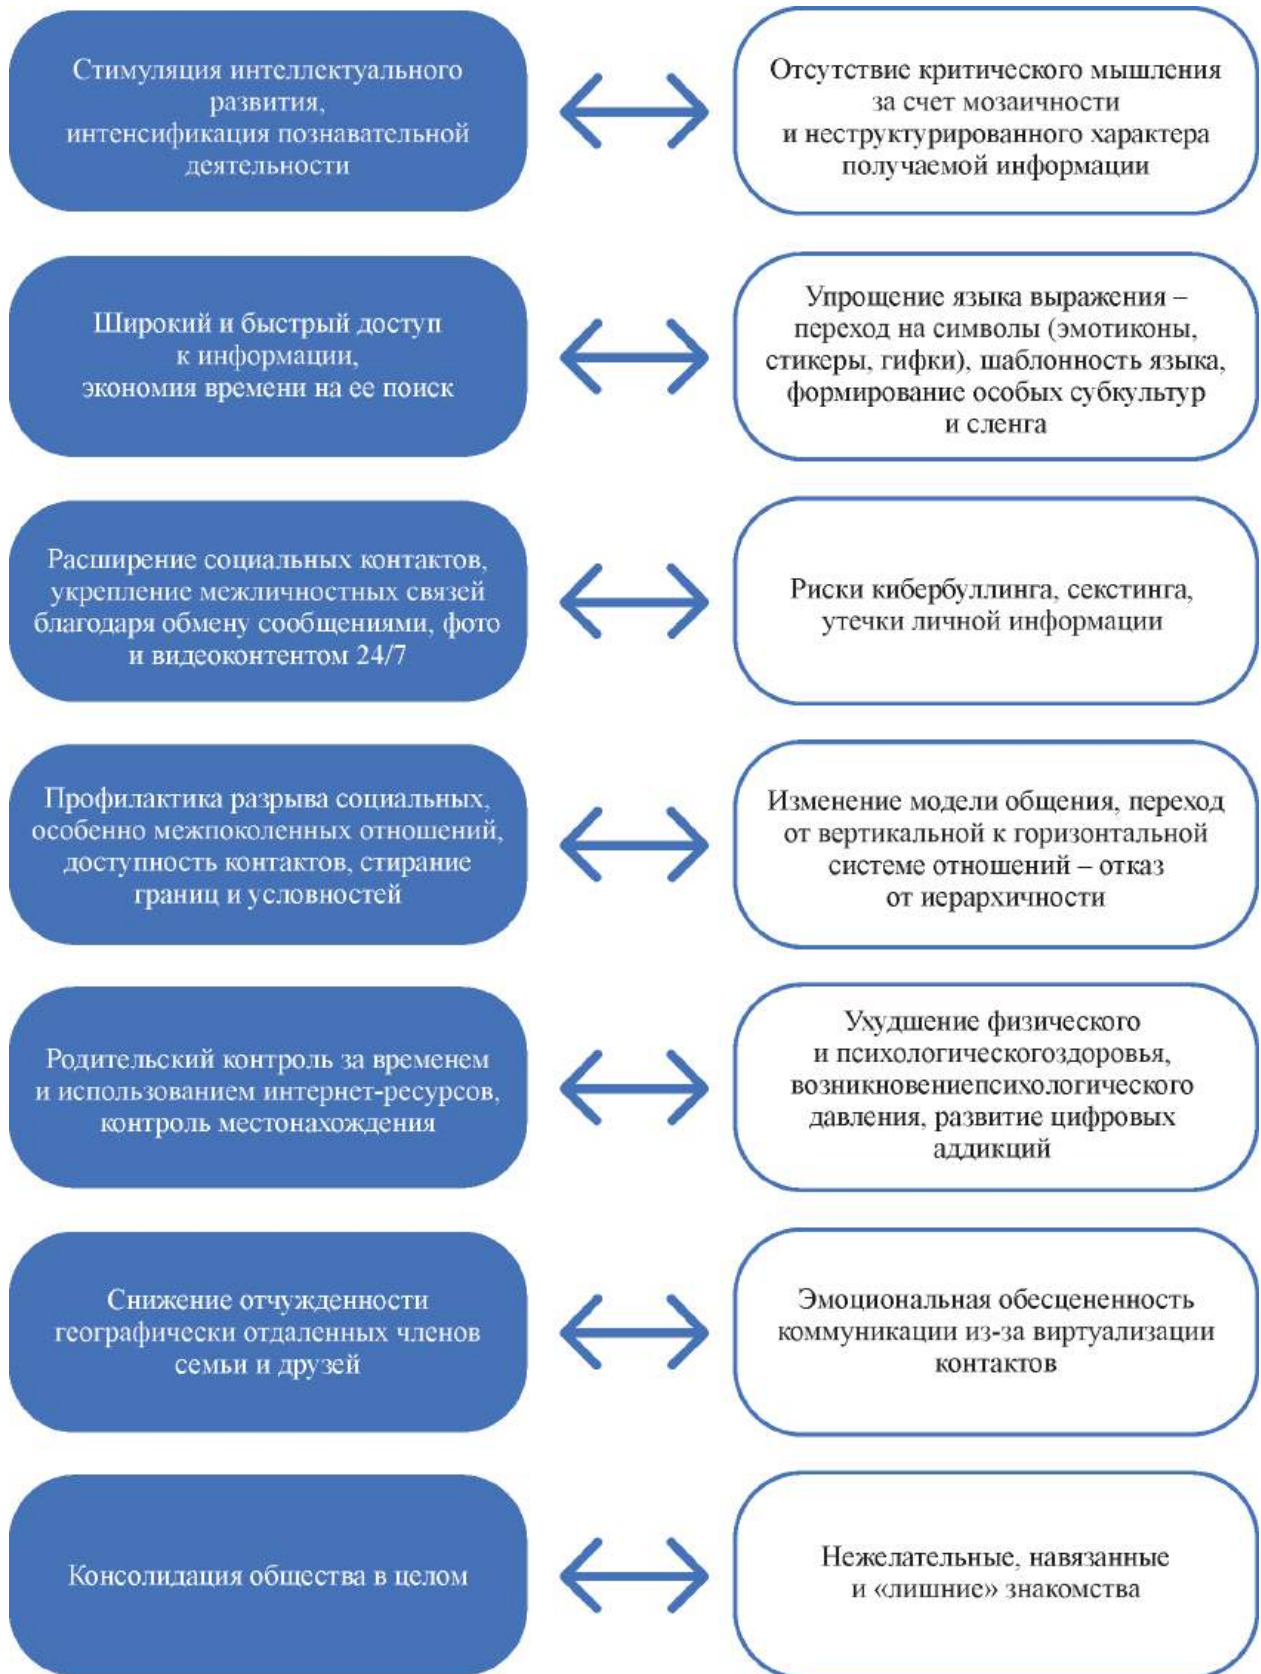 Стимуляция интеллектуального
развития,
интенсификация познавательной
деятельности
Отсутствие критического мышления
за счет мозаичности
и неструктурированного характера
получаемой информации
Широкий и быстрый доступ
к информации,
экономия времени на ее поиск
Упрощение языка выражения –
переход на символы (эмотиконы,
стикеры, гифки), шаблонность языка,
формирование особых субкультур
и сленга
Расширение социальных контактов,
укрепление межличностных связей
благодаря обмену сообщениями, фото
и видеоконтентом 24/7
Риски кибербуллинга, секстинга,
утечки личной информации
Профилактика разрыва социальных,
особенно межпоколенных отношений,
доступность контактов, стирание
границ и условностей
Изменение модели общения, переход
от вертикальной к горизонтальной
системе отношений – отказ
от иерархичности
Родительский контроль за временем
и использованием интернет-ресурсов,
контроль местонахождения
Ухудшение физического
и психологическогоздоровья,
возникновениепсихологического
давления, развитие цифровых
аддикций
Снижение отчужденности
географически отдаленных членов
семьи и друзей
Эмоциональная обесцененность
коммуникации из-за виртуализации
контактов
Консолидация общества в целом
Нежелательные, навязанные
и «лишние» знакомства